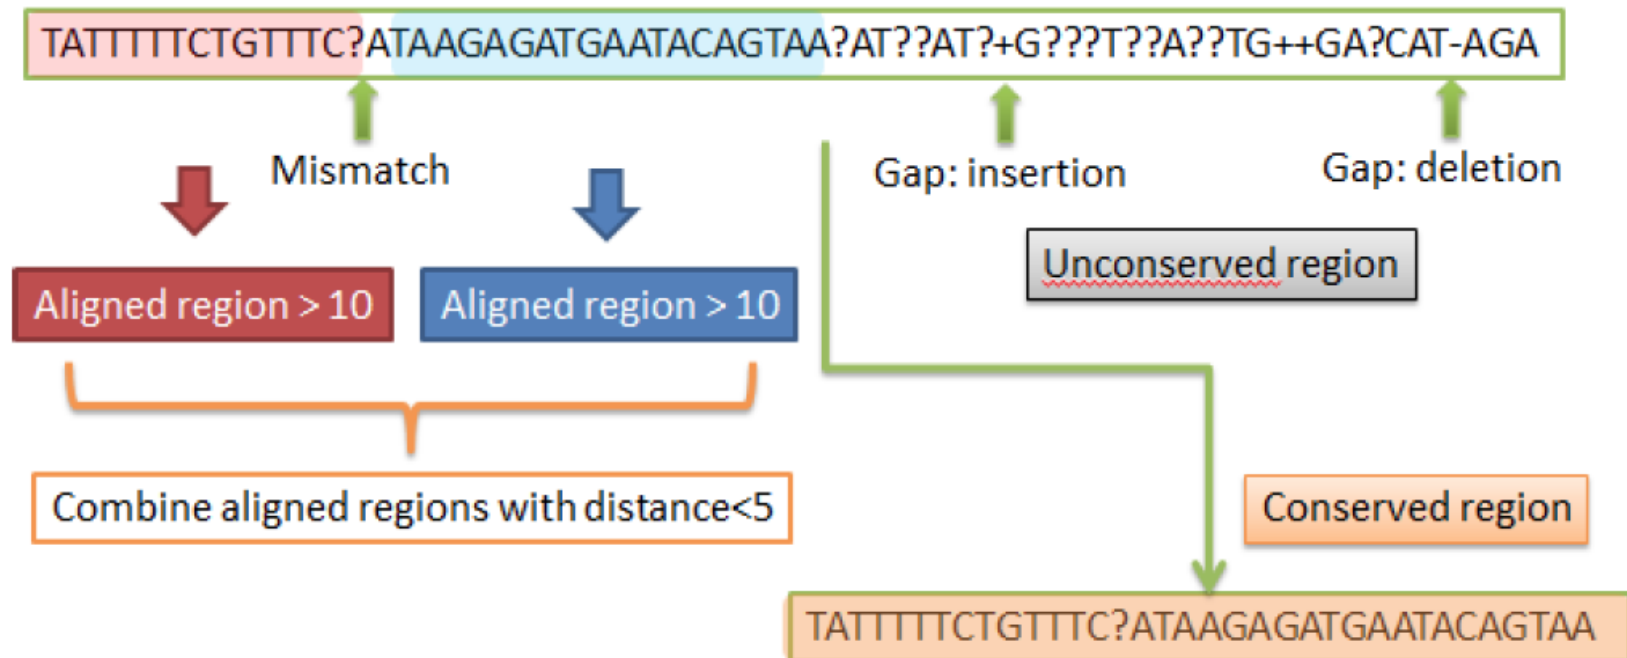 TATTTTTCTGTTTC?ATAAGAGATGAATACAGTAA?AT??AT?+G???T??A??TG++GA?CAT-AGA
Mismatch
Gap: insertion
Gap: deletion
Unconserved region
Aligned region > 10
Aligned region > 10
Combine aligned regions with distance<5
Conserved region
TATTTTTCTGTTTC?ATAAGAGATGAATACAGTAA